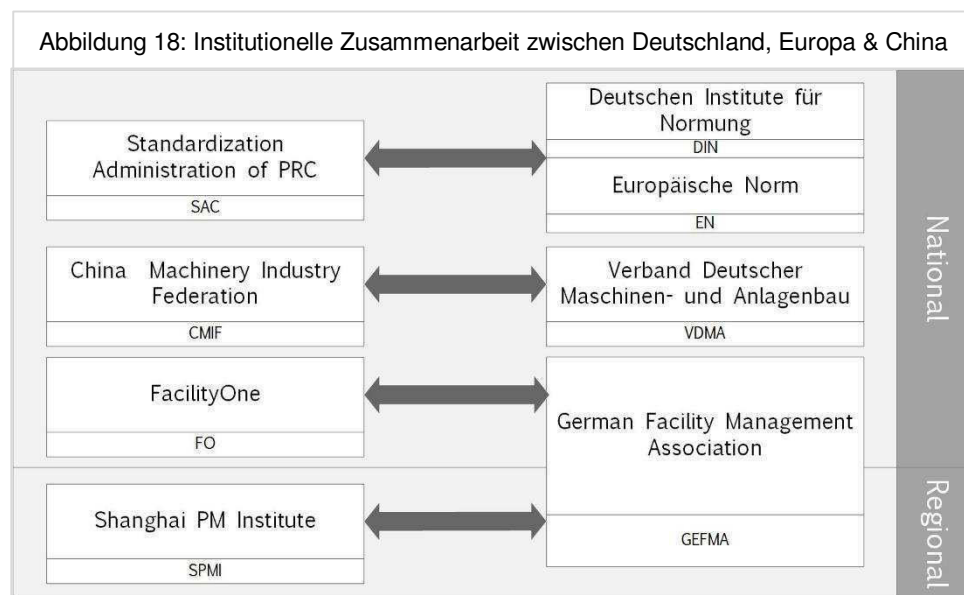 Abbildung 18: Institutionelle Zusammenarbeit zwischen Deutschland, Europa & China
Standardization
Administration of PRC
SAC
Deutschen Institute für
Normung
DIN
Europäische Norm
EN
China Machinery Industry
Federation
CMIF
Verband Deutscher
Maschinen- und Anlagenbau
VDMA
FacilityOne
FO
German Facility Management
Association
GEFMA
Shanghai PM Institute
SPMI
National
Regional